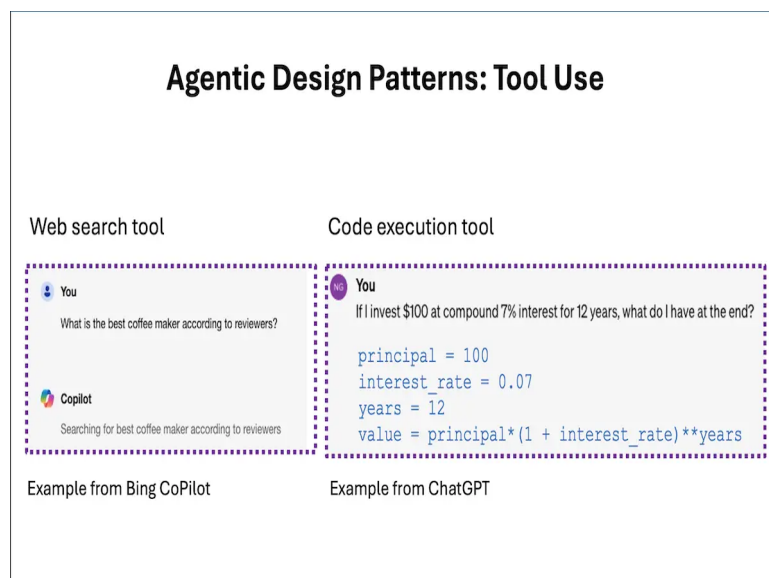 Agentic Design Patterns: Tool Use
Web search tool
You
What is the best coffee maker according to reviewers?
Copilot
Searching for best coffee maker according to reviewers
Example from Bing CoPilot
Code execution tool
NG
You
If I invest $100 at compound 7% interest for 12 years, what do I have at the end?
principal = 100
interest_rate = 0.07
years = 12
value = principal*(1 + interest_rate)**years
Example from ChatGPT